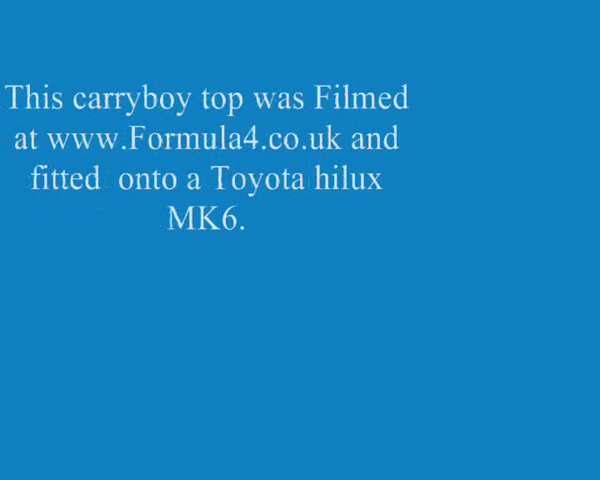 This carryboy top was Filmed
at www.Formula4.co.uk and
fitted  onto a Toyota hilux
MK6.